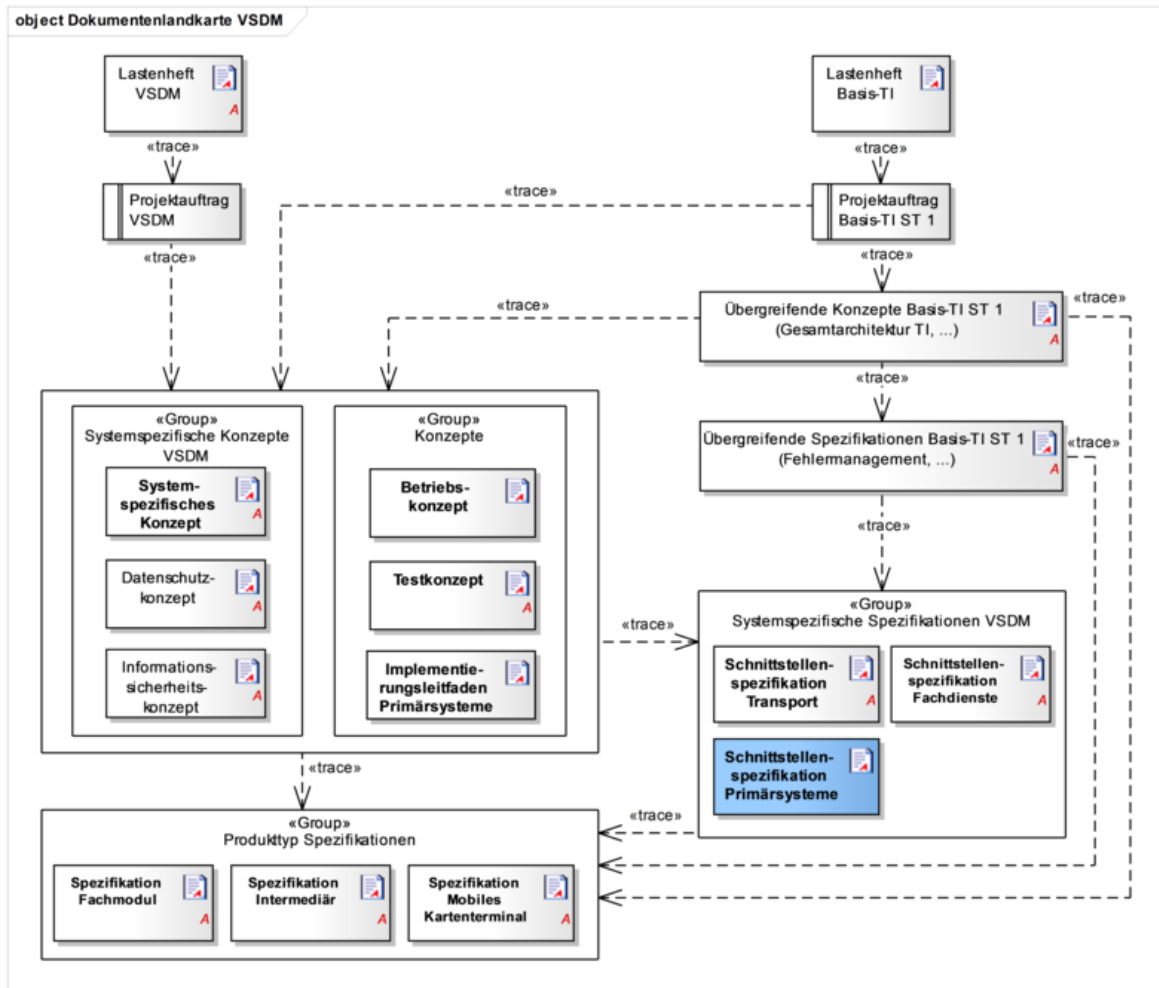 object Dokumentenlandkarte VSDM
Lastenheft
VSDM
A
Lastenheft
Basis-TI
«trace»
«trace»
Projektauftrag
VSDM
«trace»
Projektauftrag
Basis-TI ST 1
«trace»
«trace»
«trace»
Übergreifende Konzepte Basis-TI ST 1
(Gesamtarchitektur TI, ...)
A
«trace»
«trace»
Übergreifende Spezifikationen Basis-TI ST 1
(Fehlermanagement, ...)
A
«trace»
«trace»
«Group»
Systemspezifische Konzepte
VSDM
System-
spezifisches
Konzept
A
Datenschutz-
konzept
A
Informations-
sicherheits-
konzept
A
«Group»
Konzepte
Betriebs-
konzept
Testkonzept
A
Implementie-
rungsleitfaden
Primärsysteme
«trace»
«Group»
Systemspezifische Spezifikationen VSDM
Schnittstellen-
spezifikation
Transport
A
Schnittstellen-
spezifikation
Fachdienste
A
Schnittstellen-
spezifikation
Primärsysteme
«trace»
«trace»
«Group»
Produkttyp Spezifikationen
Spezifikation
Fachmodul
A
Spezifikation
Intermediär
A
Spezifikation
Mobiles
Kartenterminal
A